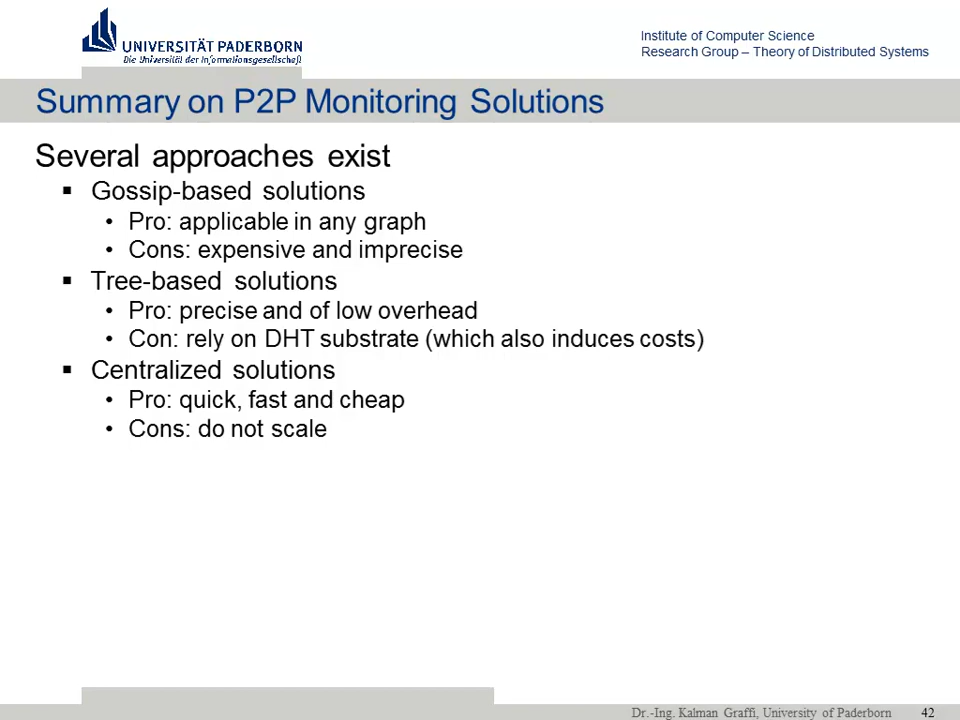 UNIVERSITÄT PADERBORN
Die Universität der Informationsgesellschaft
Institute of Computer Science
Research Group – Theory of Distributed Systems
Summary on P2P Monitoring Solutions
Several approaches exist
▪ Gossip-based solutions
• Pro: applicable in any graph
• Cons: expensive and imprecise
▪ Tree-based solutions
• Pro: precise and of low overhead
• Con: rely on DHT substrate (which also induces costs)
▪ Centralized solutions
• Pro: quick, fast and cheap
• Cons: do not scale
Dr.-Ing. Kalman Graffi, University of Paderborn 42